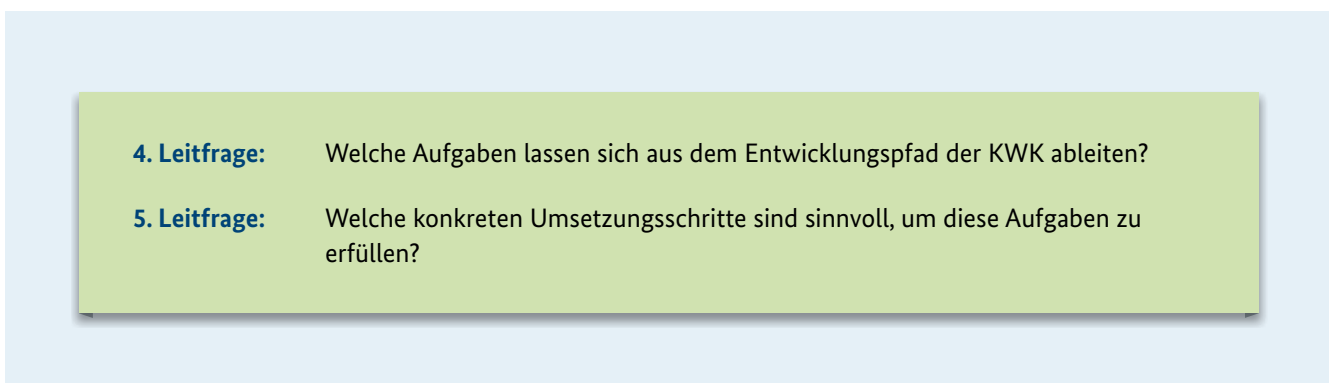 4. Leitfrage: Welche Aufgaben lassen sich aus dem Entwicklungspfad der KWK ableiten?
5. Leitfrage: Welche konkreten Umsetzungsschritte sind sinnvoll, um diese Aufgaben zu
erfüllen?